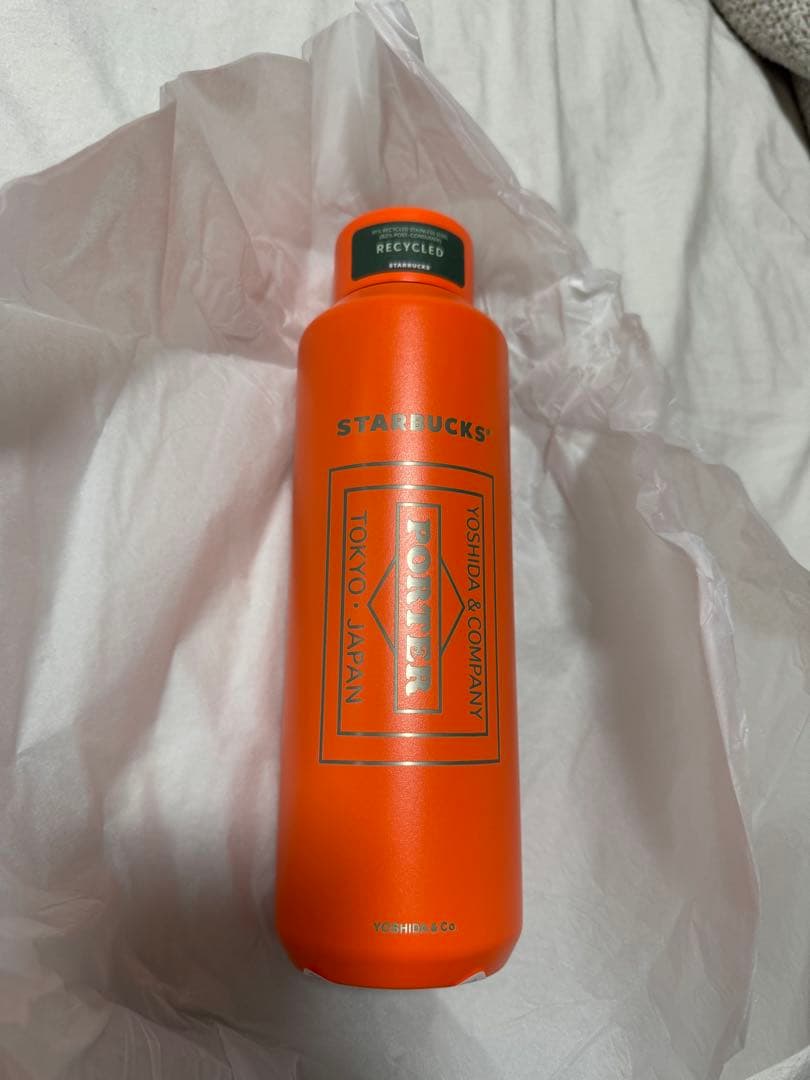 RECYCLED
STARBUCKS
STARBUCKS®
YOSHIDA & COMPANY
PORTER
TOKYO・JAPAN
YOSHIDA & Co